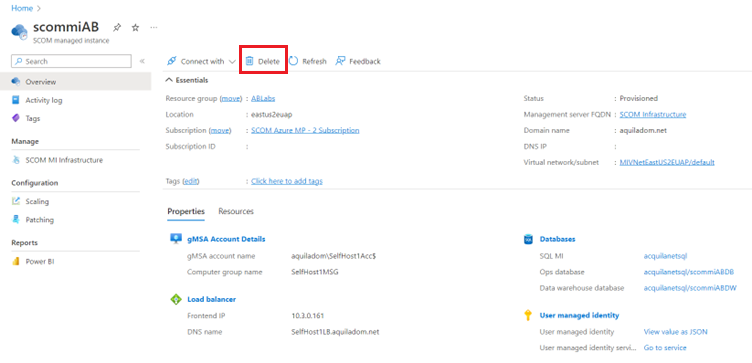 Home >
scommiAB
SCOM managed instance
Search
Overview
Activity log
Tags
Manage
SCOM MI Infrastructure
Configuration
Scaling
Patching
Reports
Power BI
Connect with
Delete
Refresh
Feedback
Essentials
Resource group (move) : ABLabs
Location : eastus2euap
Subscription (move) : SCOM Azure MP - 2 Subscription
Subscription ID :
Status : Provisioned
Management server FQDN : SCOM Infrastructure
Domain name : aquiladom.net
DNS IP :
Virtual network/subnet : MIVNetEastUS2EUAP/default
Tags (edit) : Click here to add tags
Properties Resources
gMSA Account Details
gMSA account name aquiladom\SelfHost1Acc$
Computer group name SelfHost1MSG
Load balancer
Frontend IP 10.3.0.161
DNS name SelfHost1LB.aquiladom.net
Databases
SQL MI acquilanetsql
Ops database acquilanetsql/scommiABDB
Data warehouse database acquilanetsql/scommiABDW
User managed identity
User managed identity View value as JSON
User managed identity servi... Go to service